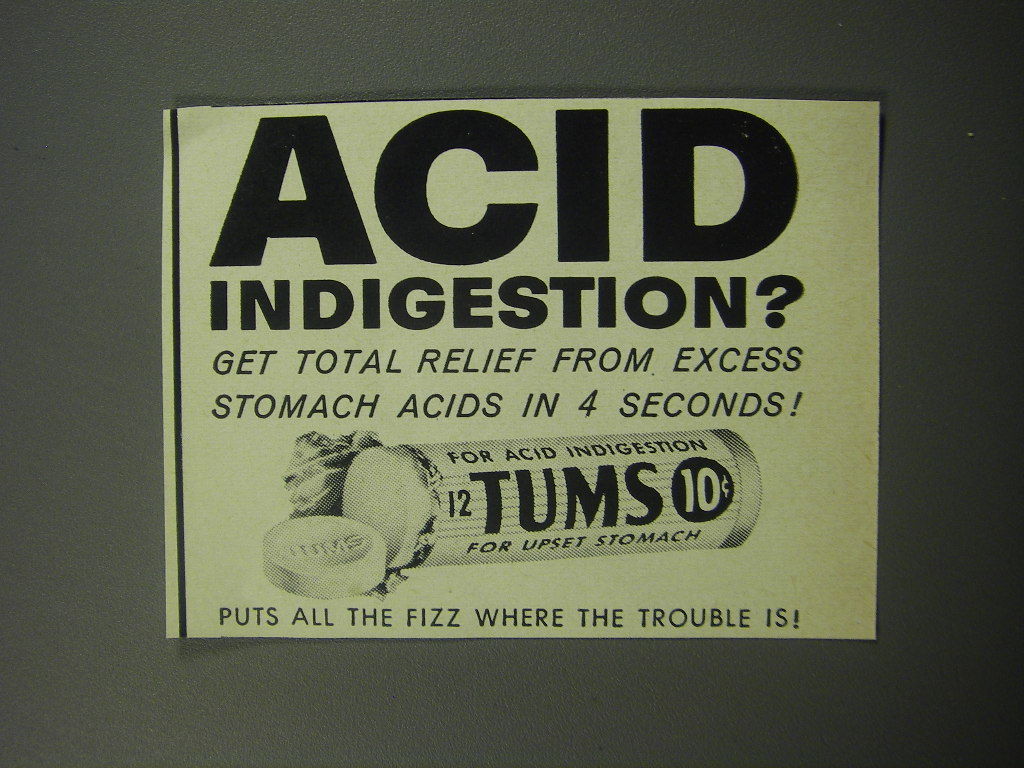 ACID
INDIGESTION?
GET TOTAL RELIEF FROM EXCESS
STOMACH ACIDS IN 4 SECONDS!
FOR ACID INDIGESTION
12 TUMS 10¢
FOR UPSET STOMACH
TUMS
PUTS ALL THE FIZZ WHERE THE TROUBLE IS!